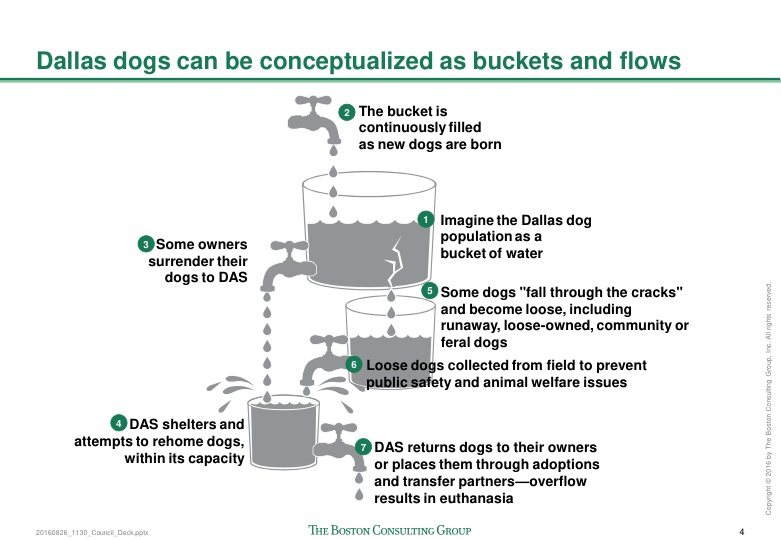 Dallas dogs can be conceptualized as buckets and flows
2 The bucket is
continuously filled
as new dogs are born
1 Imagine the Dallas dog
population as a
bucket of water
3 Some owners
surrender their
dogs to DAS
5 Some dogs "fall through the cracks"
and become loose, including
runaway, loose-owned, community or
feral dogs
6 Loose dogs collected from field to prevent
public safety and animal welfare issues
4 DAS shelters and
attempts to rehome dogs,
within its capacity
7 DAS returns dogs to their owners
or places them through adoptions
and transfer partners—overflow
results in euthanasia
Copyright © 2016 by The Boston Consulting Group, Inc. All rights reserved.
20160826_1130_Council_Deck.pptx
THE BOSTON CONSULTING GROUP
4